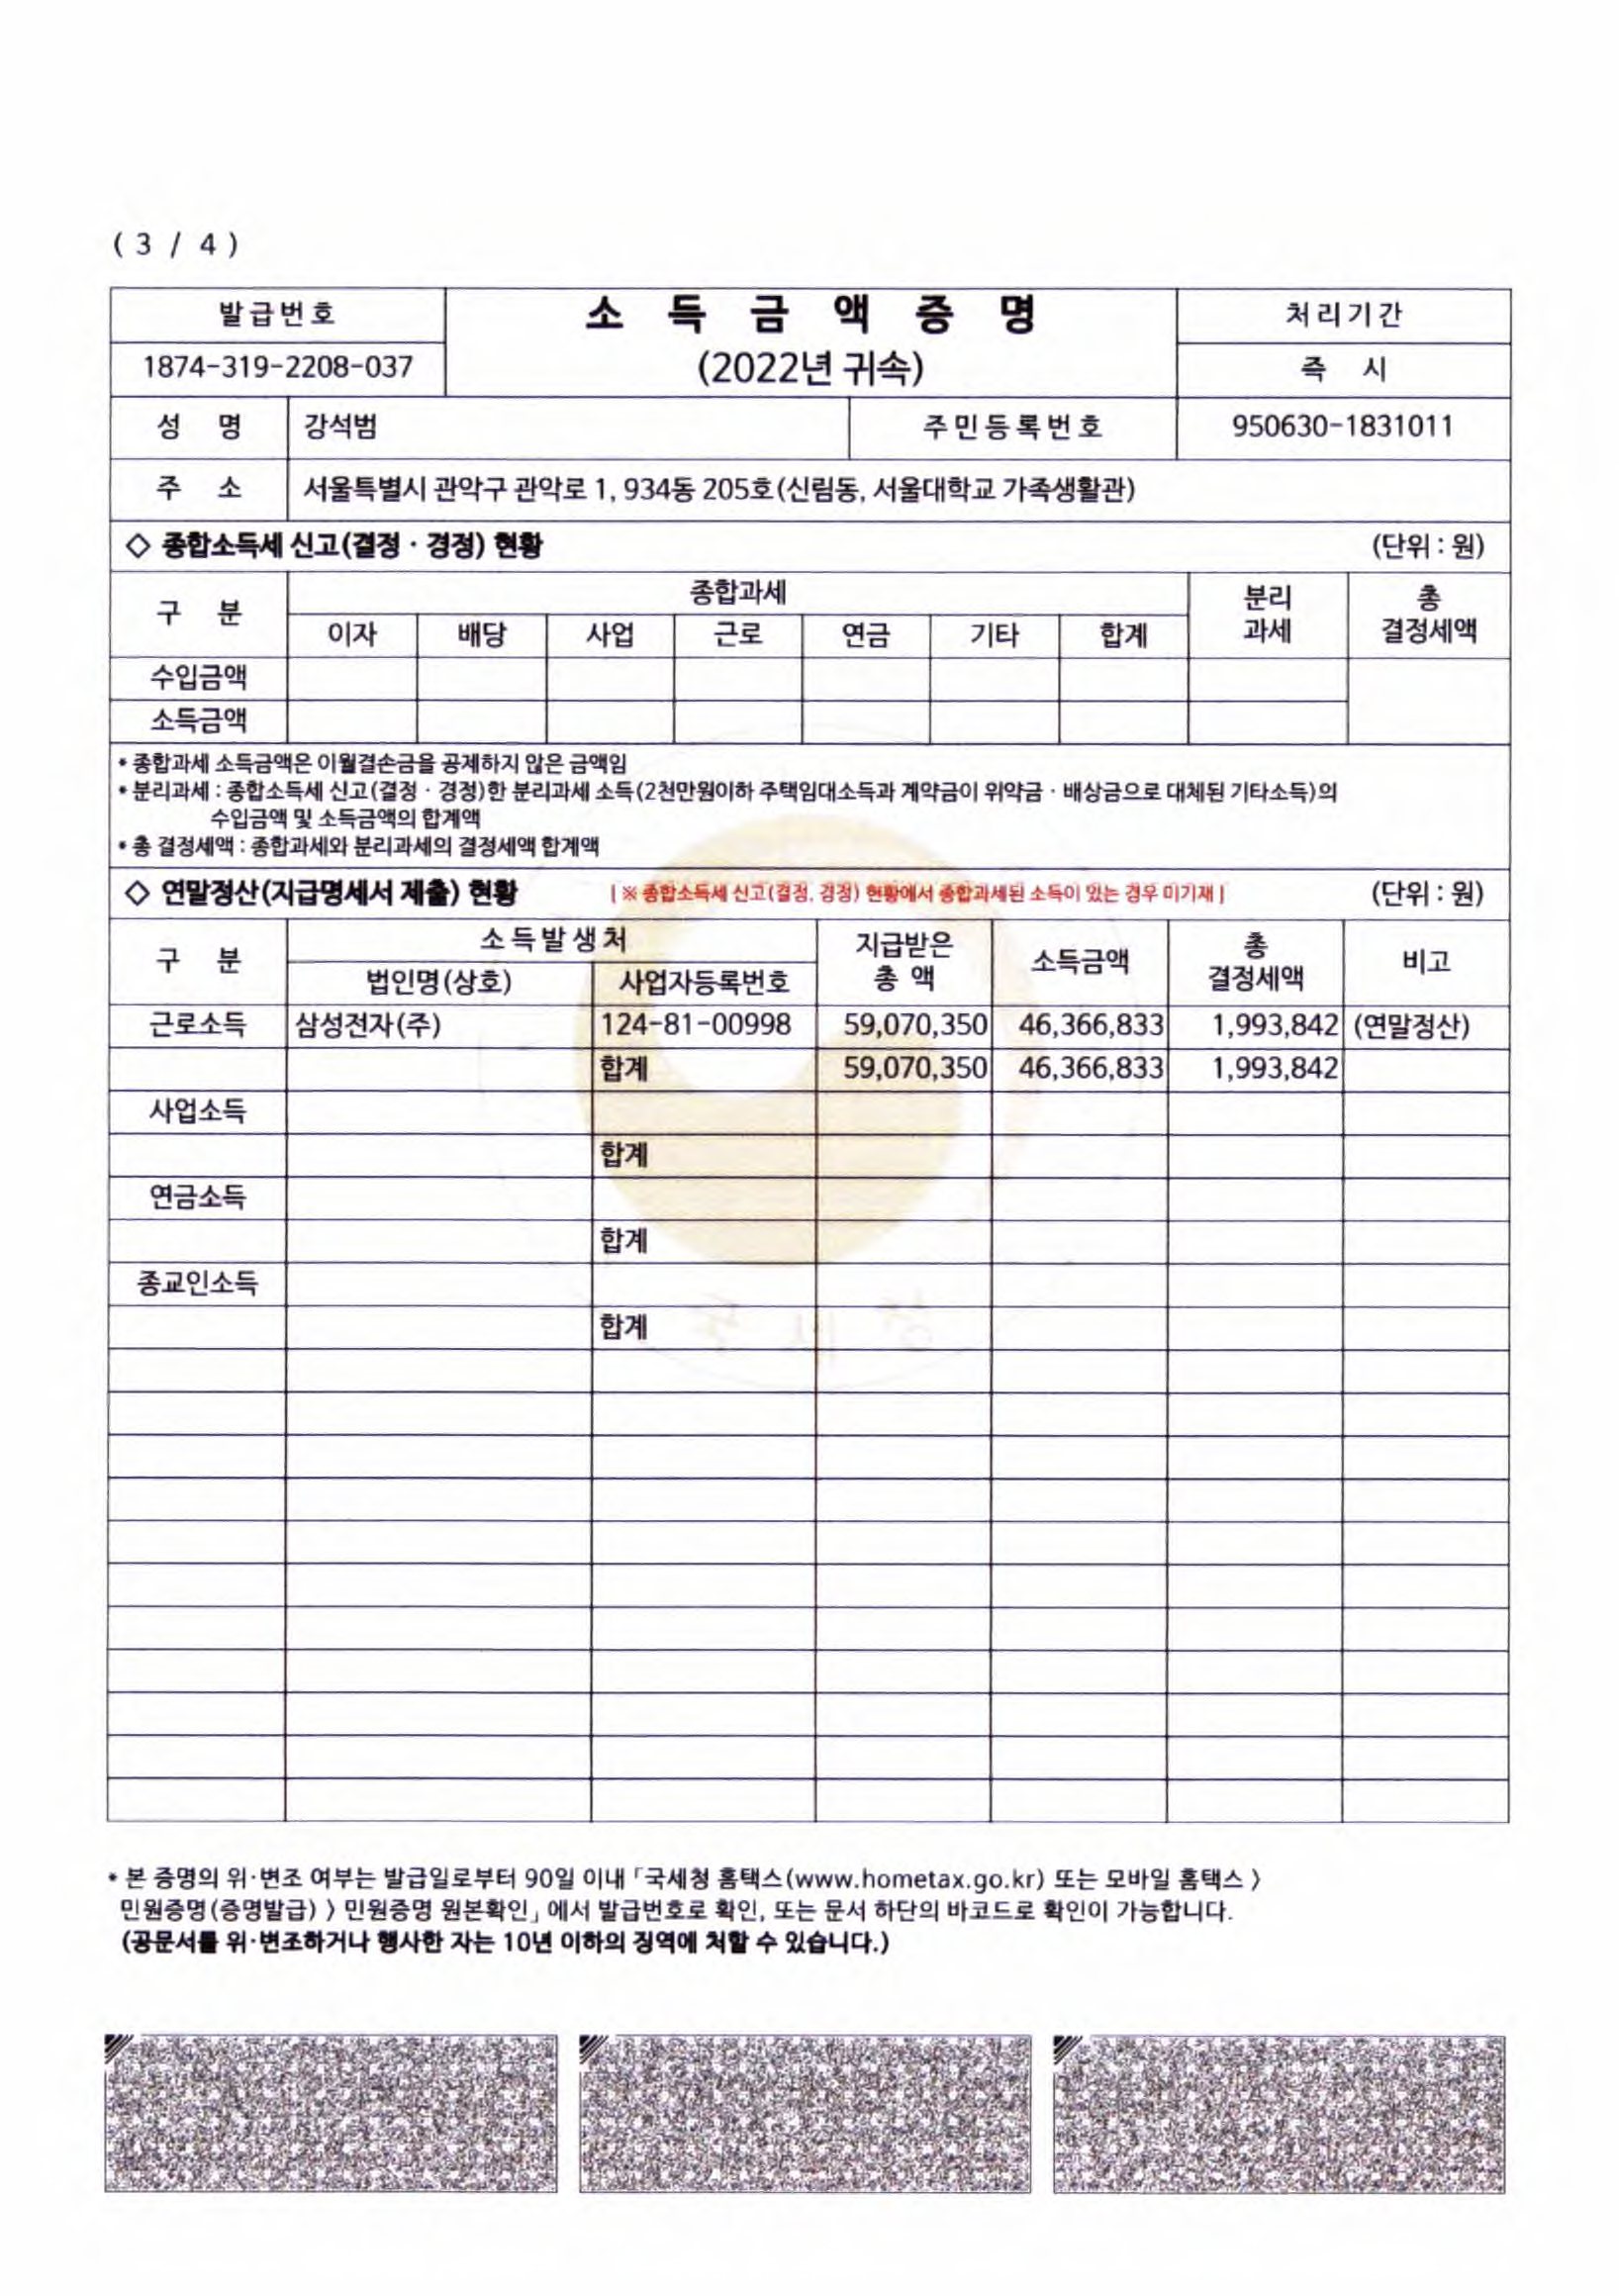 ( 3 / 4 )
발급번호
소 득 금 액 증 명
처리기간
1874-319-2208-037
(2022년 귀속)
즉 시
성 명 강석범 주민등록번호 950630-1831011
주 소 서울특별시 관악구 관악로 1, 934동 205호(신림동, 서울대학교 가족생활관)
◇ 종합소득세 신고(결정 · 경정) 현황 (단위 : 원)
구 분 종합과세 분리과세 총결정세액
이자 배당 사업 근로 연금 기타 합계
수입금액
소득금액
* 종합과세 소득금액은 이월결손금을 공제하지 않은 금액임
* 분리과세 : 종합소득세 신고(결정 · 경정)한 분리과세 소득(2천만원이하 주택임대소득과 계약금이 위약금 · 배상금으로 대체된 기타소득)의
수입금액 및 소득금액의 합계액
* 총 결정세액 : 종합과세와 분리과세의 결정세액 합계액
◇ 연말정산(지급명세서 제출) 현황 [ ※ 종합소득세 신고(결정, 경정) 현황에서 종합과세된 소득이 있는 경우 미기재 ] (단위 : 원)
구 분 소득발생처 지급받은 총 액 소득금액 총 결정세액 비고
법인명(상호) 사업자등록번호
근로소득 삼성전자(주) 124-81-00998 59,070,350 46,366,833 1,993,842 (연말정산)
합계 59,070,350 46,366,833 1,993,842
사업소득
합계
연금소득
합계
종교인소득
합계
* 본 증명의 위·변조 여부는 발급일로부터 90일 이내 「국세청 홈택스(www.hometax.go.kr) 또는 모바일 홈택스 〉
민원증명(증명발급) 〉 민원증명 원본확인」에서 발급번호로 확인, 또는 문서 하단의 바코드로 확인이 가능합니다.
(공문서를 위·변조하거나 행사한 자는 10년 이하의 징역에 처할 수 있습니다.)